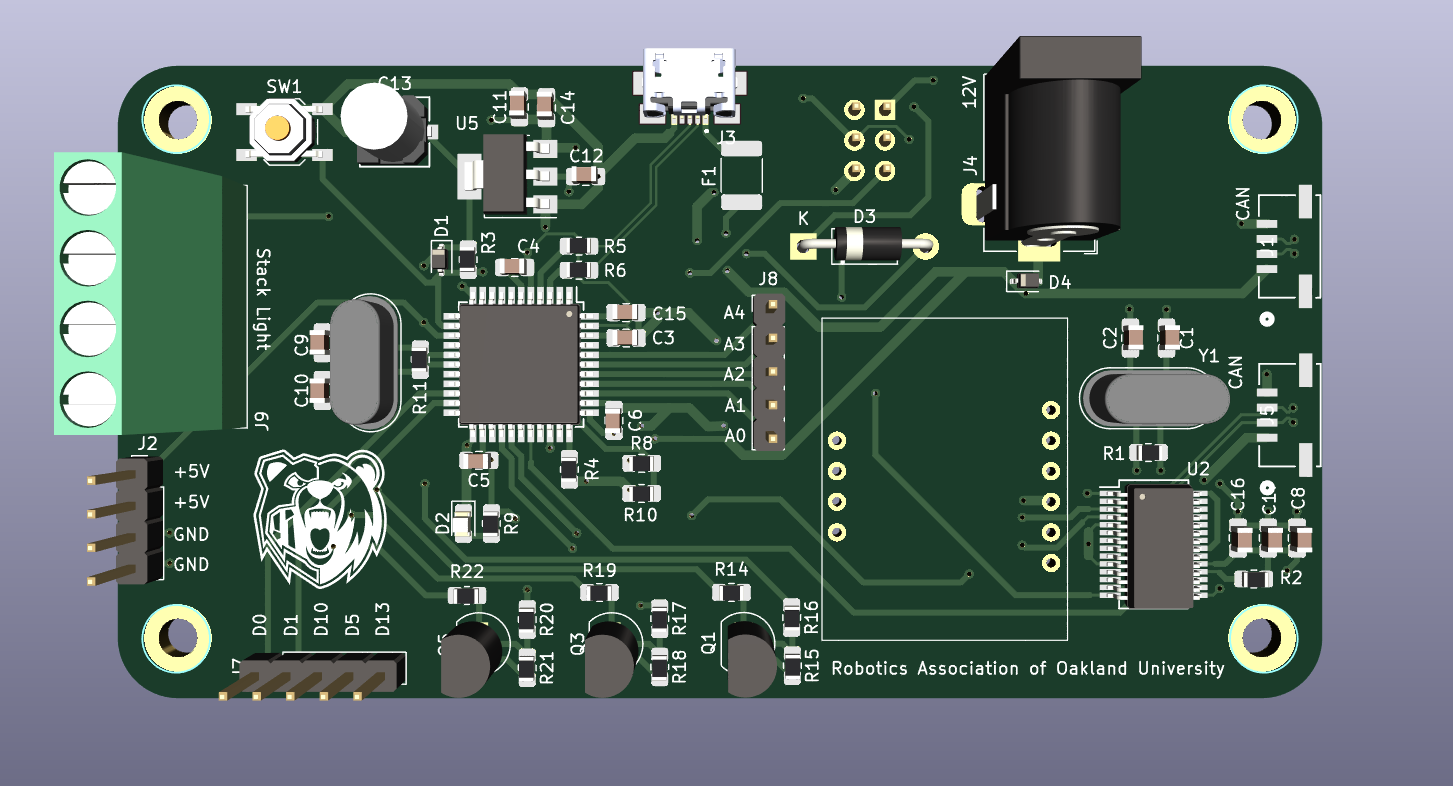 SW1
C13
C11
C14
U5
C12
J3
F1
12V
J4
K
D3
CAN
D1
R3
C4
R5
R6
J8
D4
Stack Light
C15
C3
A4
A3
A2
A1
A0
C9
C10
R11
C6
C2
C1
Y1
CAN
J2
+5V
+5V
GND
GND
C5
R4
R8
R10
R1
U2
D2
R9
C16
C8
R2
R22
R19
R14
D0
D1
D10
D5
D13
R20
R21
Q3
R17
R18
Q1
R16
R15
Robotics Association of Oakland University